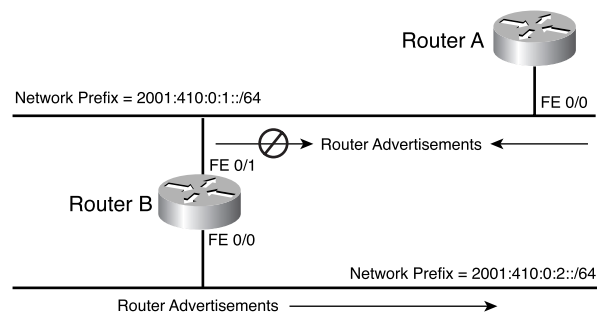 Router A
Network Prefix = 2001:410:0:1::/64
FE 0/0
Router Advertisements
FE 0/1
Router B
FE 0/0
Network Prefix = 2001:410:0:2::/64
Router Advertisements